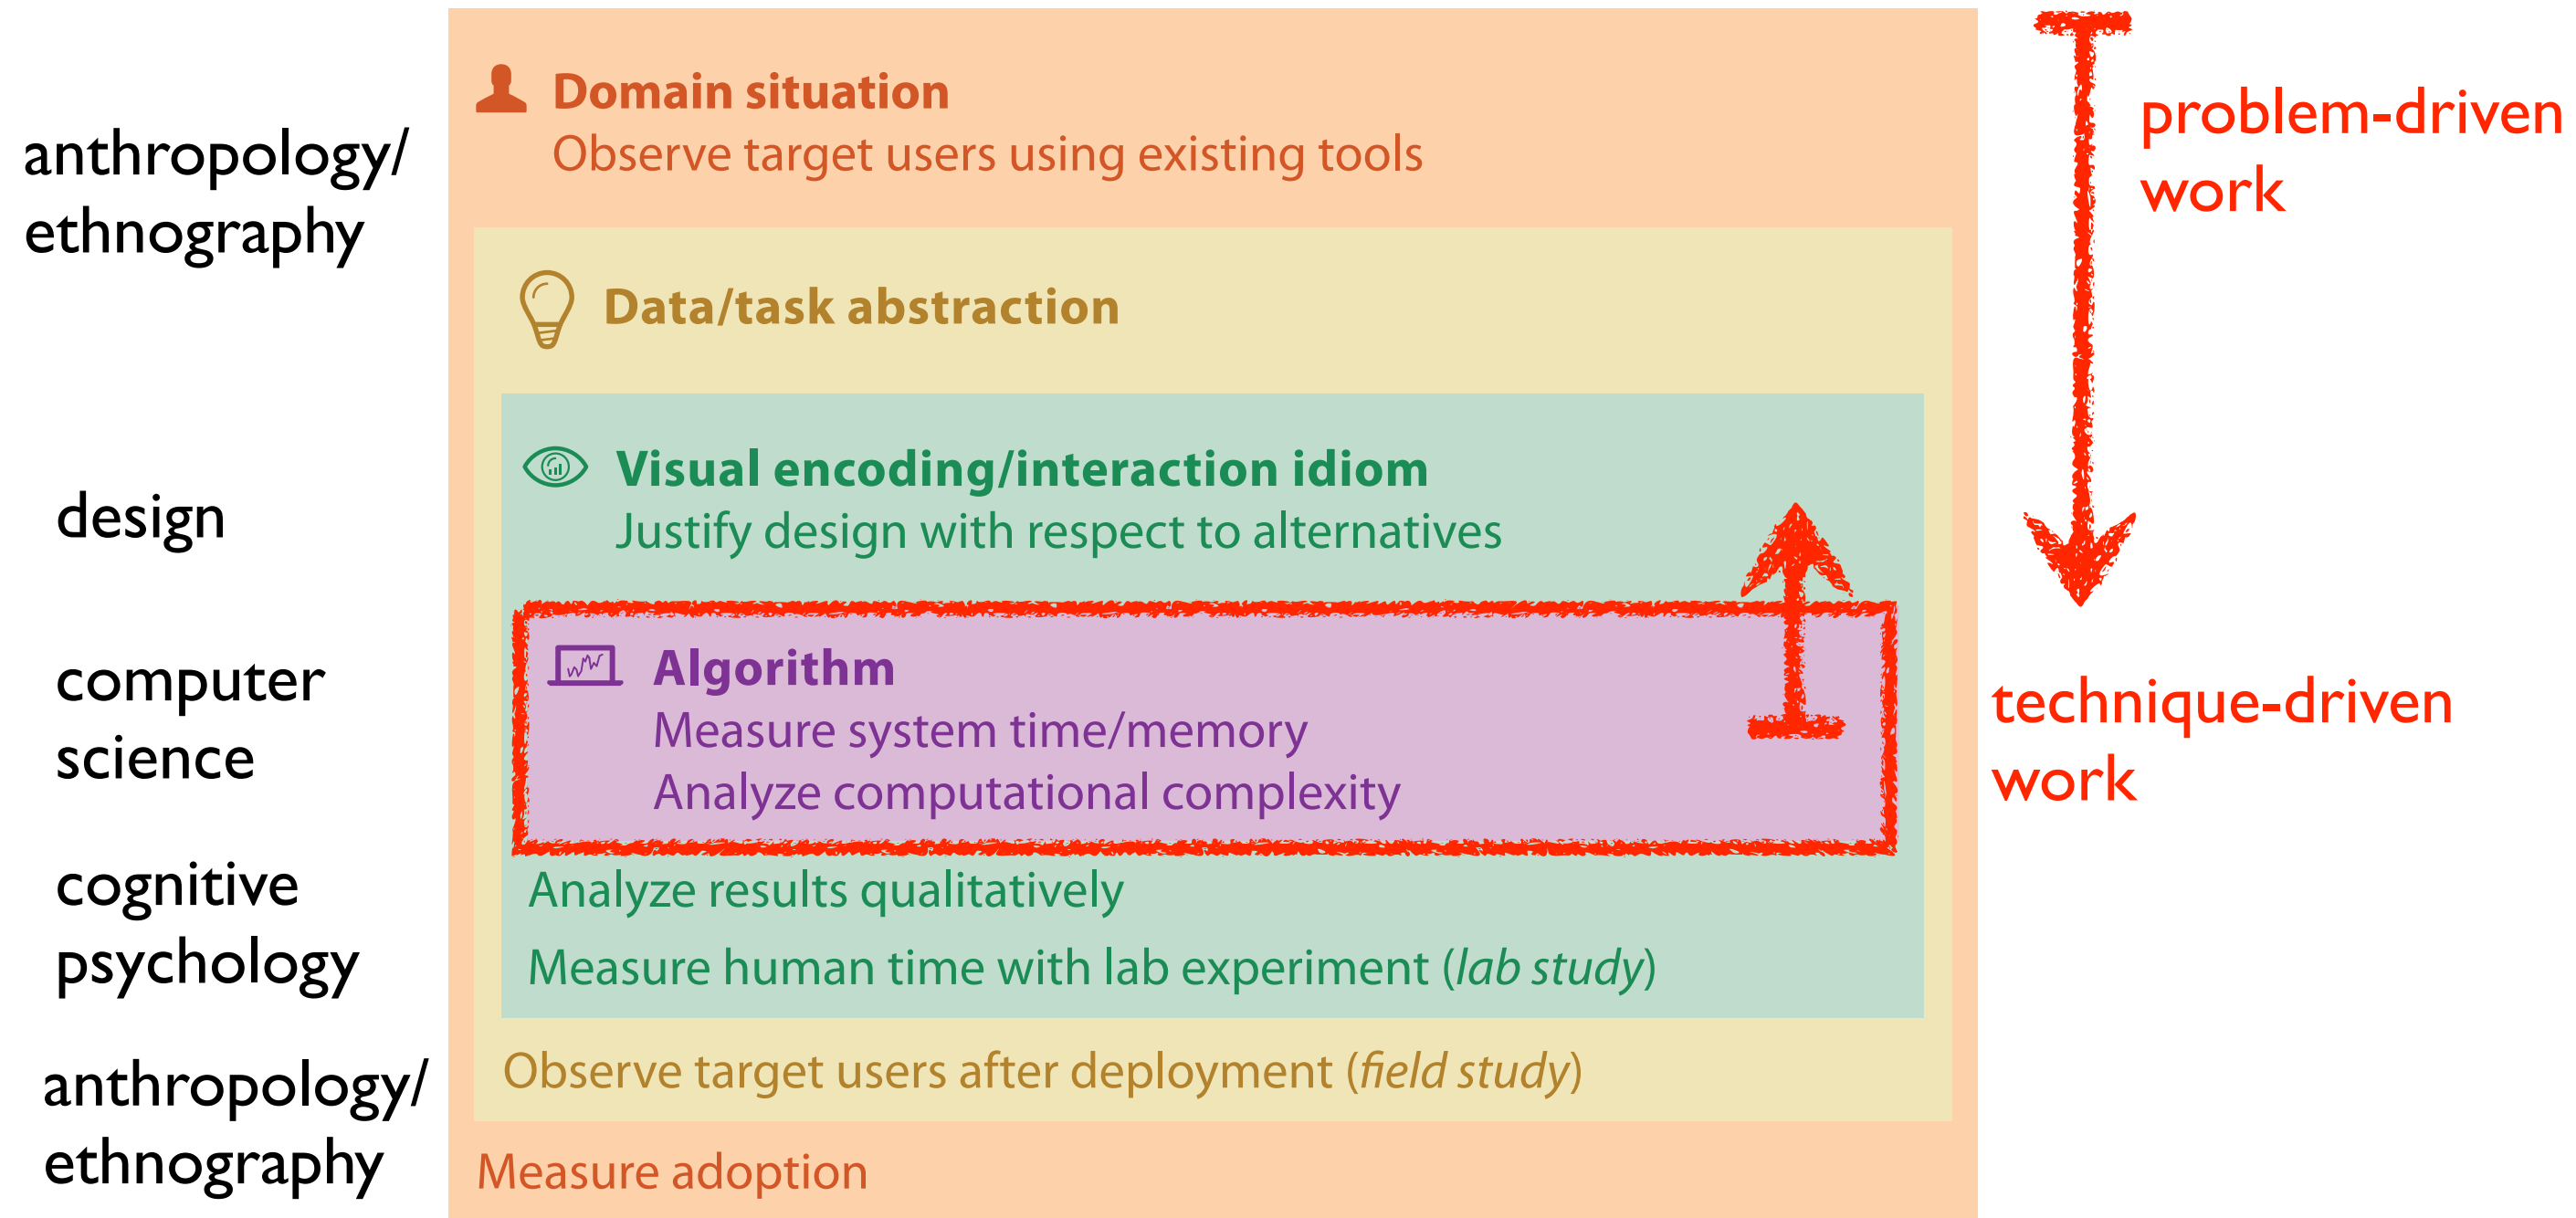 anthropology/
ethnography
design
computer
science
cognitive
psychology
anthropology/
ethnography
Domain situation
Observe target users using existing tools
Data/task abstraction
Visual encoding/interaction idiom
Justify design with respect to alternatives
Algorithm
Measure system time/memory
Analyze computational complexity
Analyze results qualitatively
Measure human time with lab experiment (lab study)
Observe target users after deployment (field study)
Measure adoption
problem-driven
work
technique-driven
work